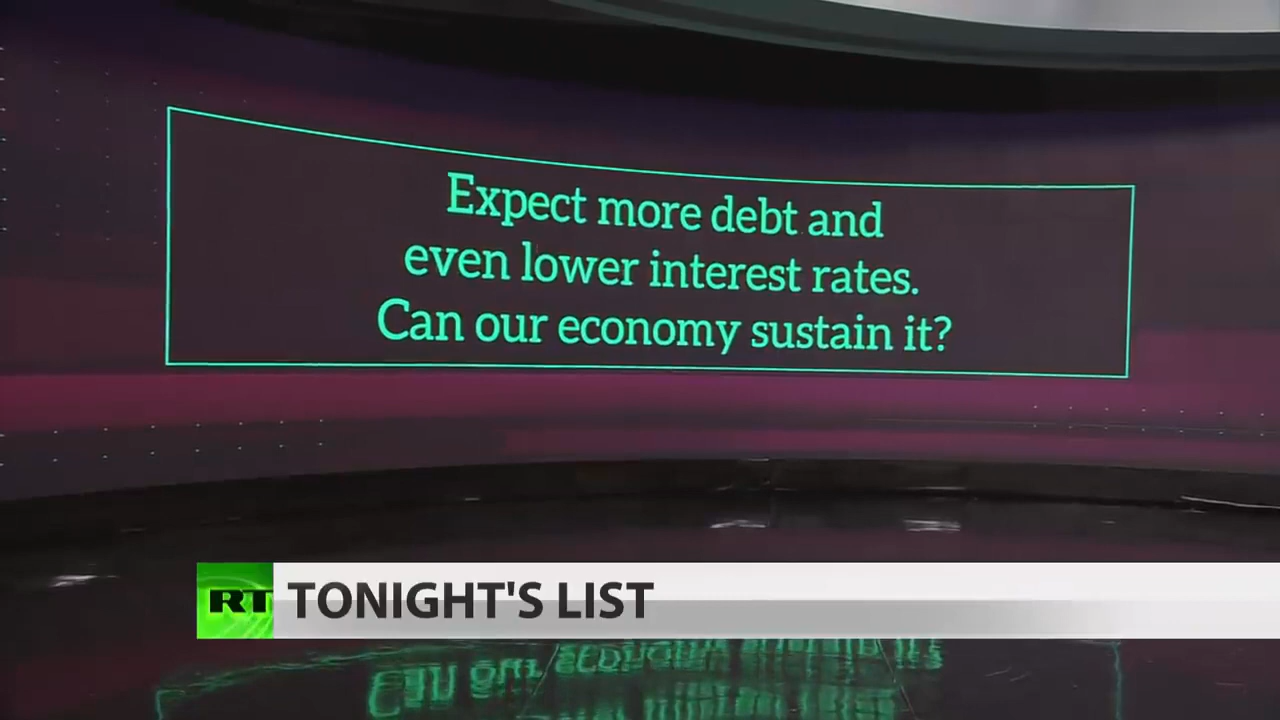 Expect more debt and
even lower interest rates.
Can our economy sustain it?
RT TONIGHT'S LIST